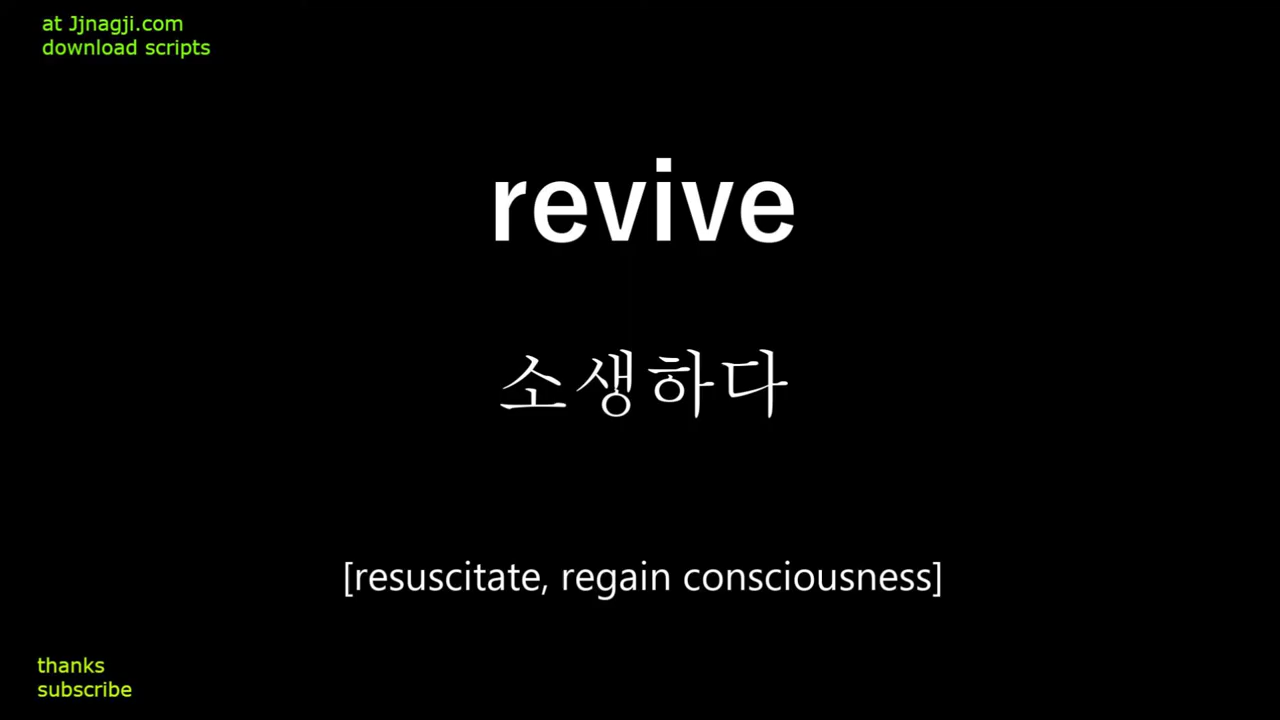 at Jjnagji.com
download scripts
revive
소생하다
[resuscitate, regain consciousness]
thanks
subscribe